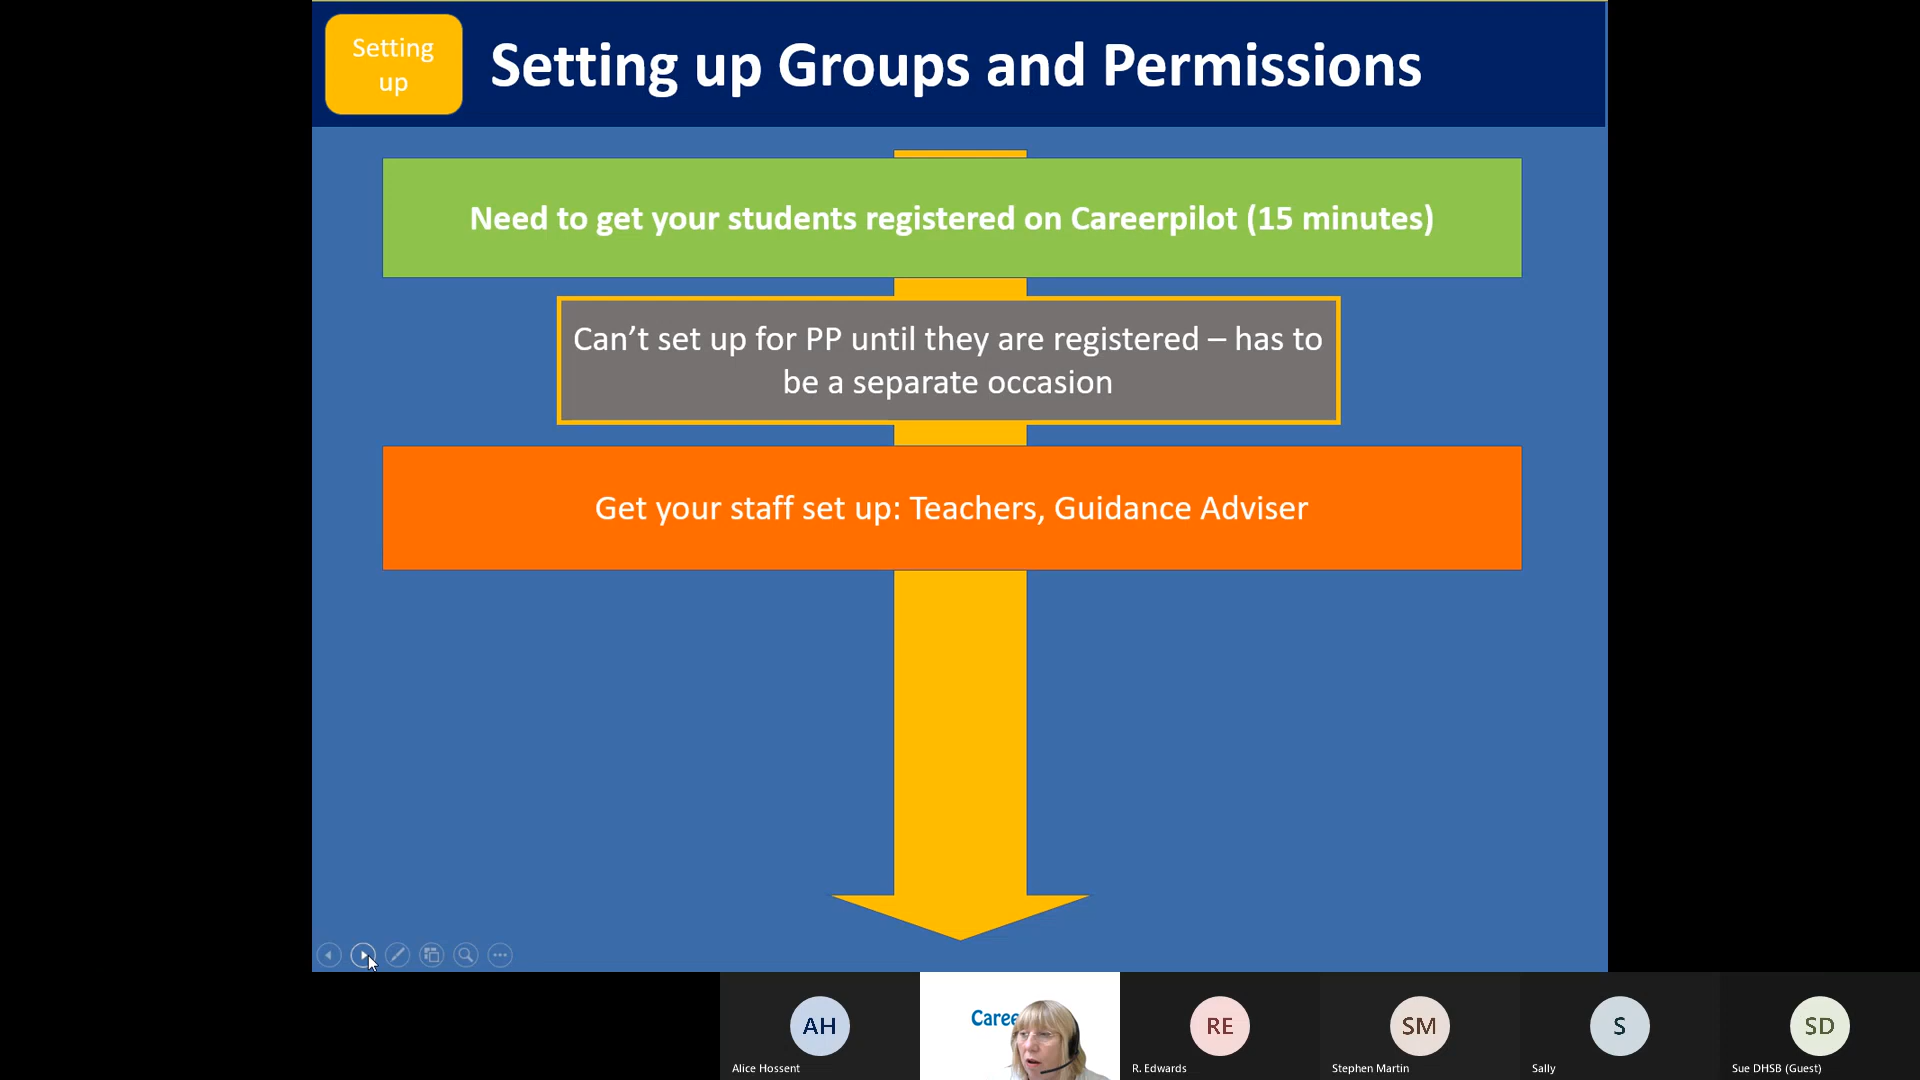 Setting
up
Setting up Groups and Permissions
Need to get your students registered on Careerpilot (15 minutes)
Can’t set up for PP until they are registered – has to
be a separate occasion
Get your staff set up: Teachers, Guidance Adviser
AH
Alice Hossent
Caree
RE
R. Edwards
SM
Stephen Martin
S
Sally
SD
Sue DHSB (Guest)